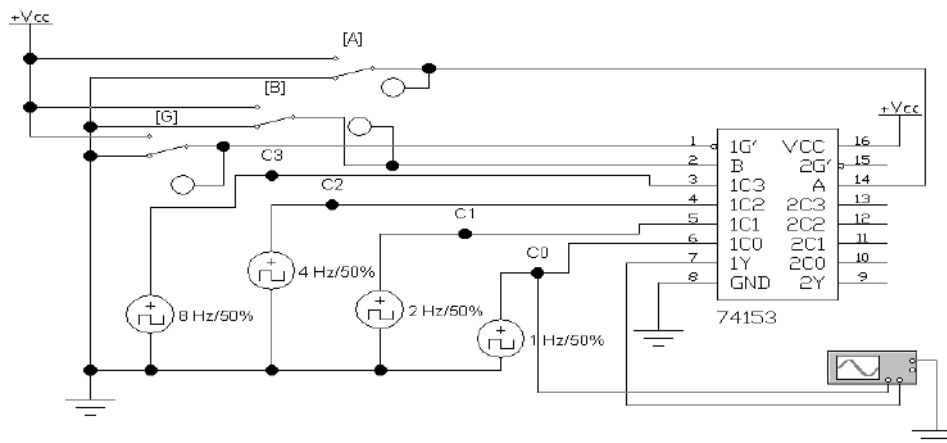 +Vcc
[A]
[B]
[G]
+Vcc
C3
C2
C1
C0
8 Hz/50%
4 Hz/50%
2 Hz/50%
1 Hz/50%
1 1G' VCC 16
2 B 2G' 15
3 1C3 A 14
4 1C2 2C3 13
5 1C1 2C2 12
6 1C0 2C1 11
7 1Y 2C0 10
8 GND 2Y 9
74153